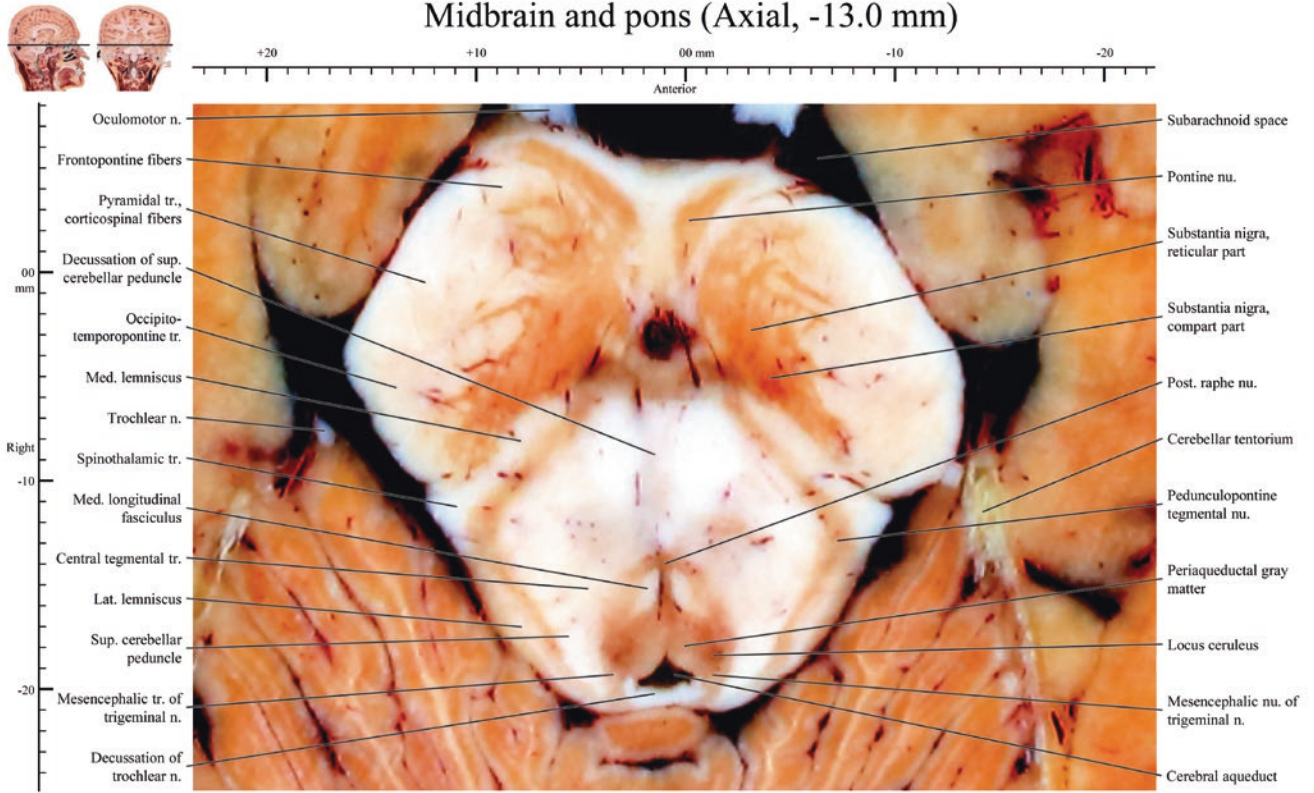 Midbrain and pons (Axial, -13.0 mm)
+20
+10
00 mm
-10
-20
Anterior
00
mm
Right
-10
-20
Oculomotor n.
Frontopontine fibers
Pyramidal tr.,
corticospinal fibers
Decussation of sup.
cerebellar peduncle
Occipito-
temporopontine tr.
Med. lemniscus
Trochlear n.
Spinothalamic tr.
Med. longitudinal
fasciculus
Central tegmental tr.
Lat. lemniscus
Sup. cerebellar
peduncle
Mesencephalic tr. of
trigeminal n.
Decussation of
trochlear n.
Subarachnoid space
Pontine nu.
Substantia nigra,
reticular part
Substantia nigra,
compart part
Post. raphe nu.
Cerebellar tentorium
Pedunculopontine
tegmental nu.
Periaqueductal gray
matter
Locus ceruleus
Mesencephalic nu. of
trigeminal n.
Cerebral aqueduct